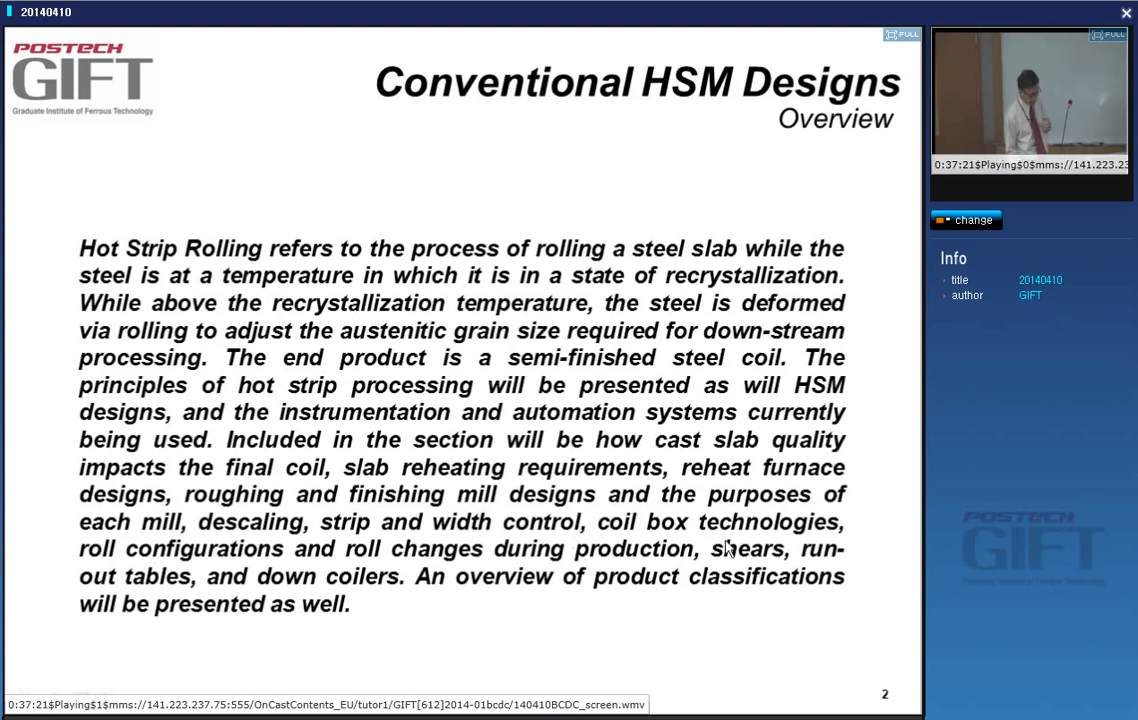 20140410
POSTECH
GIFT
Graduate Institute of Ferrous Technology
FULL
Conventional HSM Designs
Overview
Hot Strip Rolling refers to the process of rolling a steel slab while the
steel is at a temperature in which it is in a state of recrystallization.
While above the recrystallization temperature, the steel is deformed
via rolling to adjust the austenitic grain size required for down-stream
processing. The end product is a semi-finished steel coil. The
principles of hot strip processing will be presented as will HSM
designs, and the instrumentation and automation systems currently
being used. Included in the section will be how cast slab quality
impacts the final coil, slab reheating requirements, reheat furnace
designs, roughing and finishing mill designs and the purposes of
each mill, descaling, strip and width control, coil box technologies,
roll configurations and roll changes during production, shears, run-
out tables, and down coilers. An overview of product classifications
will be presented as well.
2
0:37:21$Playing$1$mms://141.223.237.75:555/OnCastContents_EU/tutor1/GIFT[612]2014-01bcdc/140410BCDC_screen.wmv
FULL
0:37:21$Playing$0$mms://141.223.23
change
Info
title 20140410
author GIFT
POSTECH
GIFT